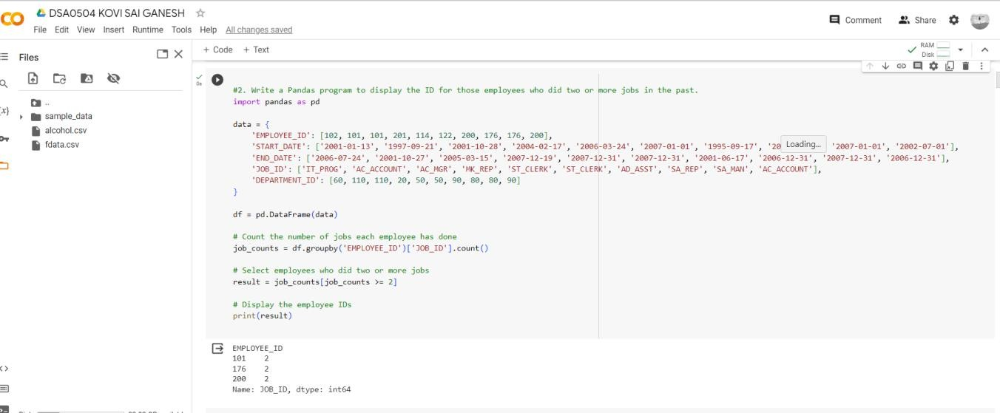 CO DSA0504 KOVI SAI GANESH
File Edit View Insert Runtime Tools Help All changes saved
Comment Share
Files
+ Code + Text
RAM
Disk
..
sample_data
alcohol.csv
fdata.csv
{x}
0s
#2. Write a Pandas program to display the ID for those employees who did two or more jobs in the past.
import pandas as pd
data = {
'EMPLOYEE_ID': [102, 101, 101, 201, 114, 122, 200, 176, 176, 200],
'START_DATE': ['2001-01-13', '1997-09-21', '2001-10-28', '2004-02-17', '2006-03-24', '2007-01-01', '1995-09-17', '20 '2007-01-01', '2002-07-01'],
Loading...
'END_DATE': ['2006-07-24', '2001-10-27', '2005-03-15', '2007-12-19', '2007-12-31', '2007-12-31', '2001-06-17', '2006-12-31', '2007-12-31', '2006-12-31'],
'JOB_ID': ['IT_PROG', 'AC_ACCOUNT', 'AC_MGR', 'MK_REP', 'ST_CLERK', 'ST_CLERK', 'AD_ASST', 'SA_REP', 'SA_MAN', 'AC_ACCOUNT'],
'DEPARTMENT_ID': [60, 110, 110, 20, 50, 50, 90, 80, 80, 90]
}
df = pd.DataFrame(data)
# Count the number of jobs each employee has done
job_counts = df.groupby('EMPLOYEE_ID')['JOB_ID'].count()
# Select employees who did two or more jobs
result = job_counts[job_counts >= 2]
# Display the employee IDs
print(result)
EMPLOYEE_ID
101 2
176 2
200 2
Name: JOB_ID, dtype: int64